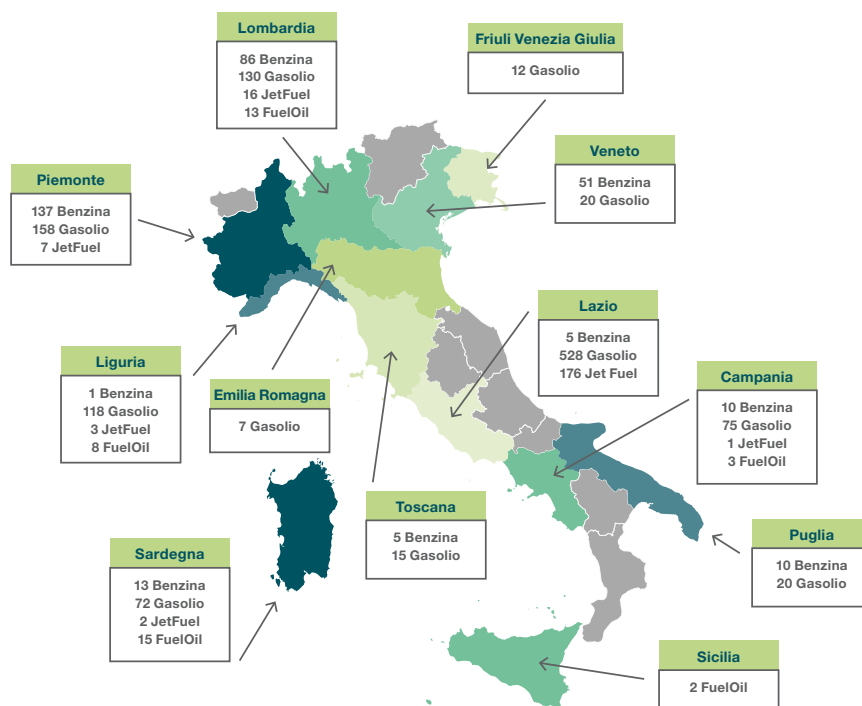 Lombardia
86 Benzina
130 Gasolio
16 JetFuel
13 FuelOil
Friuli Venezia Giulia
12 Gasolio
Veneto
51 Benzina
20 Gasolio
Piemonte
137 Benzina
158 Gasolio
7 JetFuel
Lazio
5 Benzina
528 Gasolio
176 Jet Fuel
Liguria
1 Benzina
118 Gasolio
3 JetFuel
8 FuelOil
Emilia Romagna
7 Gasolio
Campania
10 Benzina
75 Gasolio
1 JetFuel
3 FuelOil
Toscana
5 Benzina
15 Gasolio
Puglia
10 Benzina
20 Gasolio
Sardegna
13 Benzina
72 Gasolio
2 JetFuel
15 FuelOil
Sicilia
2 FuelOil